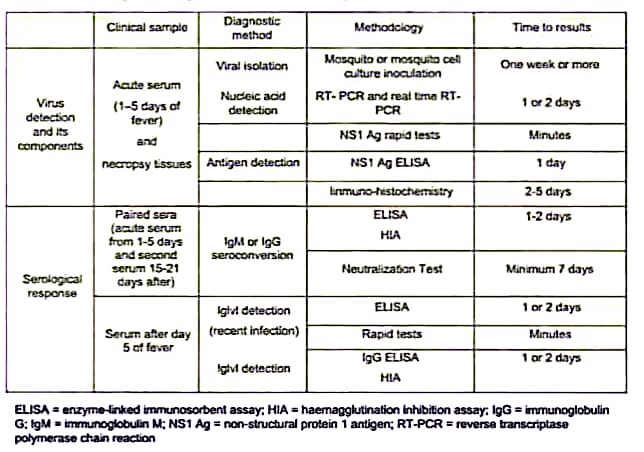 Clinical sample
Diagnostic
method
Methodology
Time to results
Virus
detection
and its
components
Acute serum
(1–5 days of
fever)
and
necropsy tissues
Viral isolation
Mosquito or mosquito cell
culture inoculation
One week or more
Nucleic acid
detection
RT- PCR and real time RT-
PCR
1 or 2 days
NS1 Ag rapid tests
Minutes
Antigen detection
NS1 Ag ELISA
1 day
Immuno-histochemistry
2-5 days
Serological
response
Paired sera
(acute serum
from 1-5 days
and second
serum 15-21
days after)
IgM or IgG
seroconversion
ELISA
HIA
1-2 days
Neutralization Test
Minimum 7 days
Serum after day
5 of fever
IgM detection
(recent infection)
ELISA
1 or 2 days
Rapid tests
Minutes
IgM detection
IgG ELISA
HIA
1 or 2 days
ELISA = enzyme-linked immunosorbent assay; HIA = haemagglutination inhibition assay; IgG = immunoglobulin
G; IgM = immunoglobulin M; NS1 Ag = non-structural protein 1 antigen; RT-PCR = reverse transcriptase
polymerase chain reaction